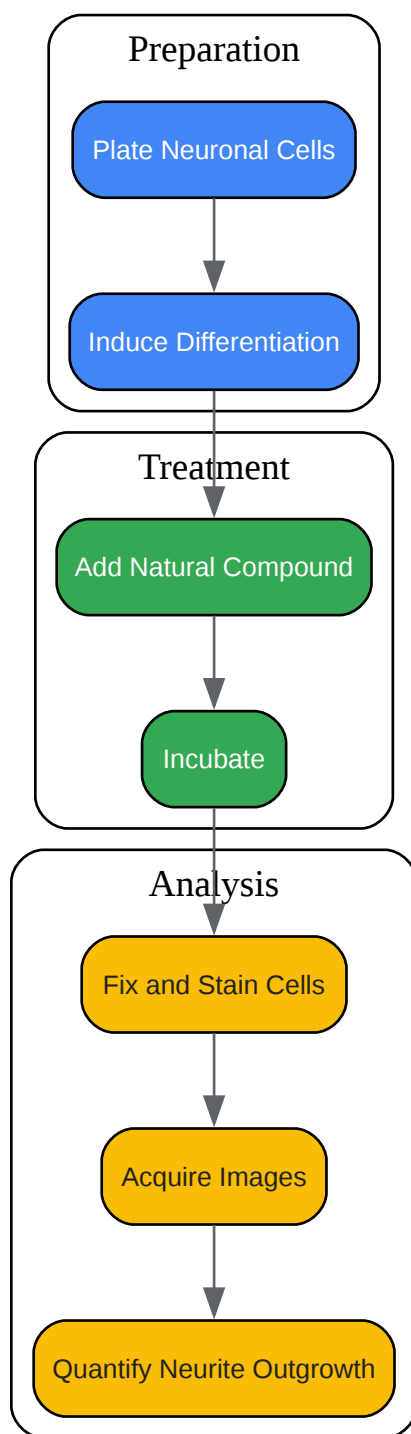 Preparation
Plate Neuronal Cells
Induce Differentiation
Treatment
Add Natural Compound
Incubate
Analysis
Fix and Stain Cells
Acquire Images
Quantify Neurite Outgrowth